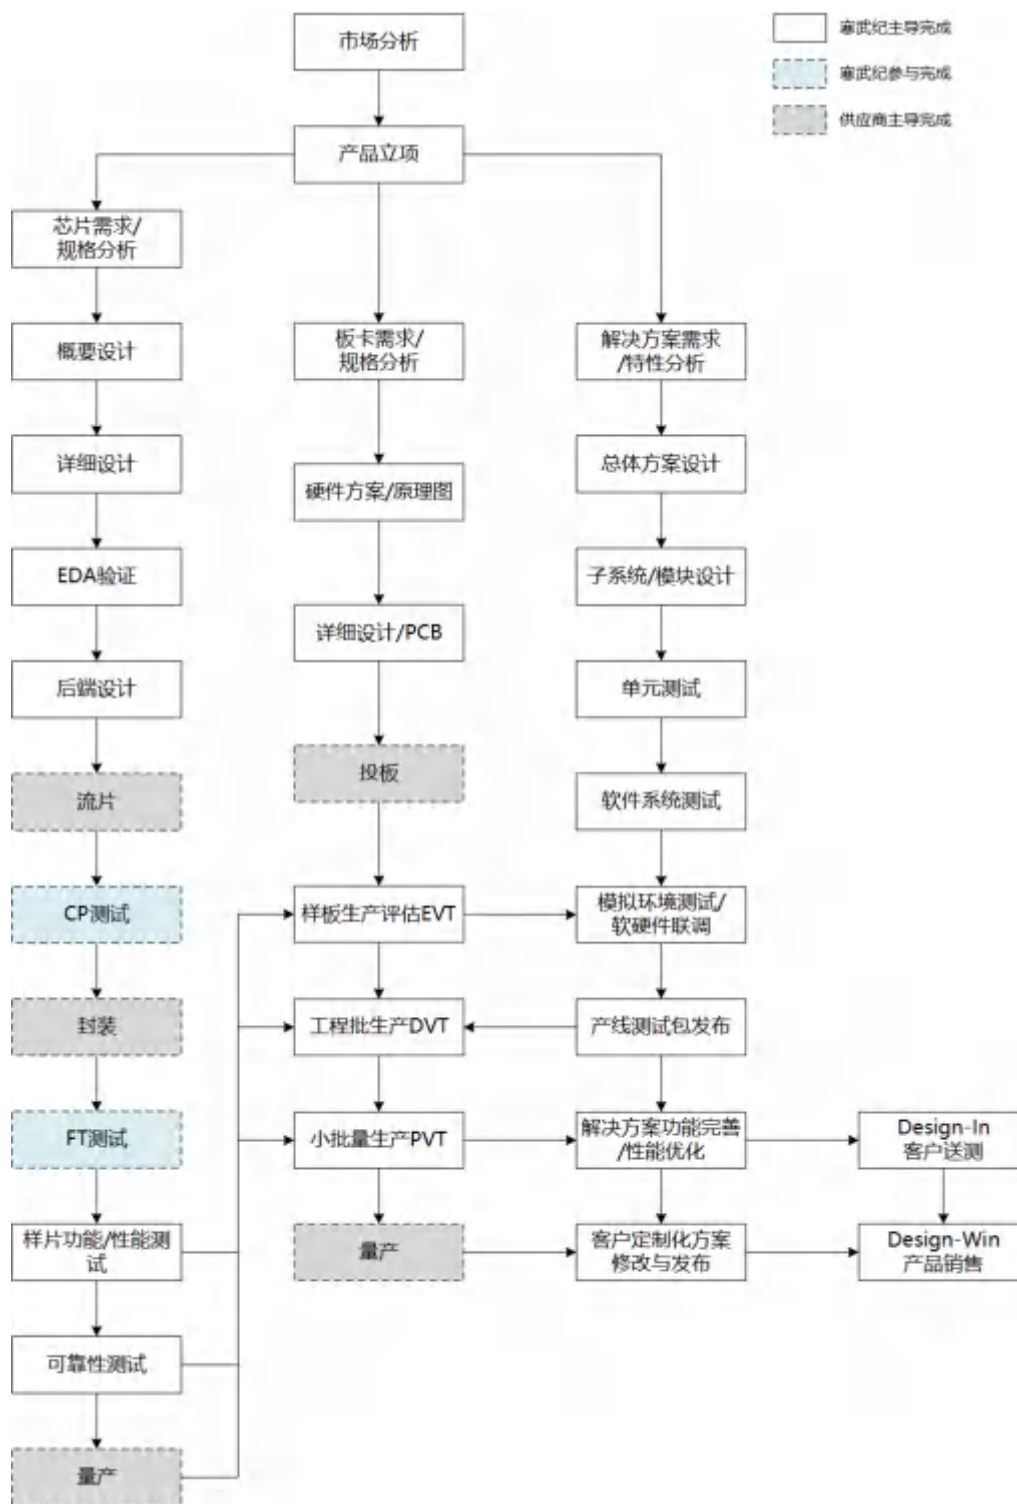 市场分析
寒武纪主导完成
寒武纪参与完成
供应商主导完成
产品立项
芯片需求/
规格分析
概要设计
板卡需求/
规格分析
解决方案需求
/特性分析
详细设计
硬件方案/原理图
总体方案设计
EDA验证
子系统/模块设计
详细设计/PCB
后端设计
单元测试
投板
流片
软件系统测试
CP测试
样板生产评估EVT
模拟环境测试/
软硬件联调
封装
工程批生产DVT
产线测试包发布
FT测试
小批量生产PVT
解决方案功能完善
/性能优化
Design-In
客户送测
样片功能/性能测
试
量产
客户定制化方案
修改与发布
Design-Win
产品销售
可靠性测试
量产